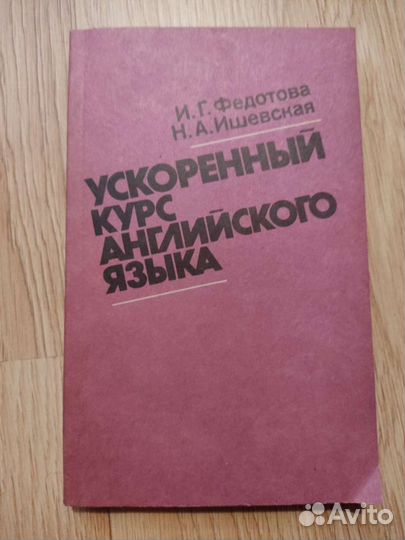 И.Г.Федотова
Н.А.Ишевская
УСКОРЕННЫЙ
КУРС
АНГЛИЙСКОГО
ЯЗЫКА
Avito